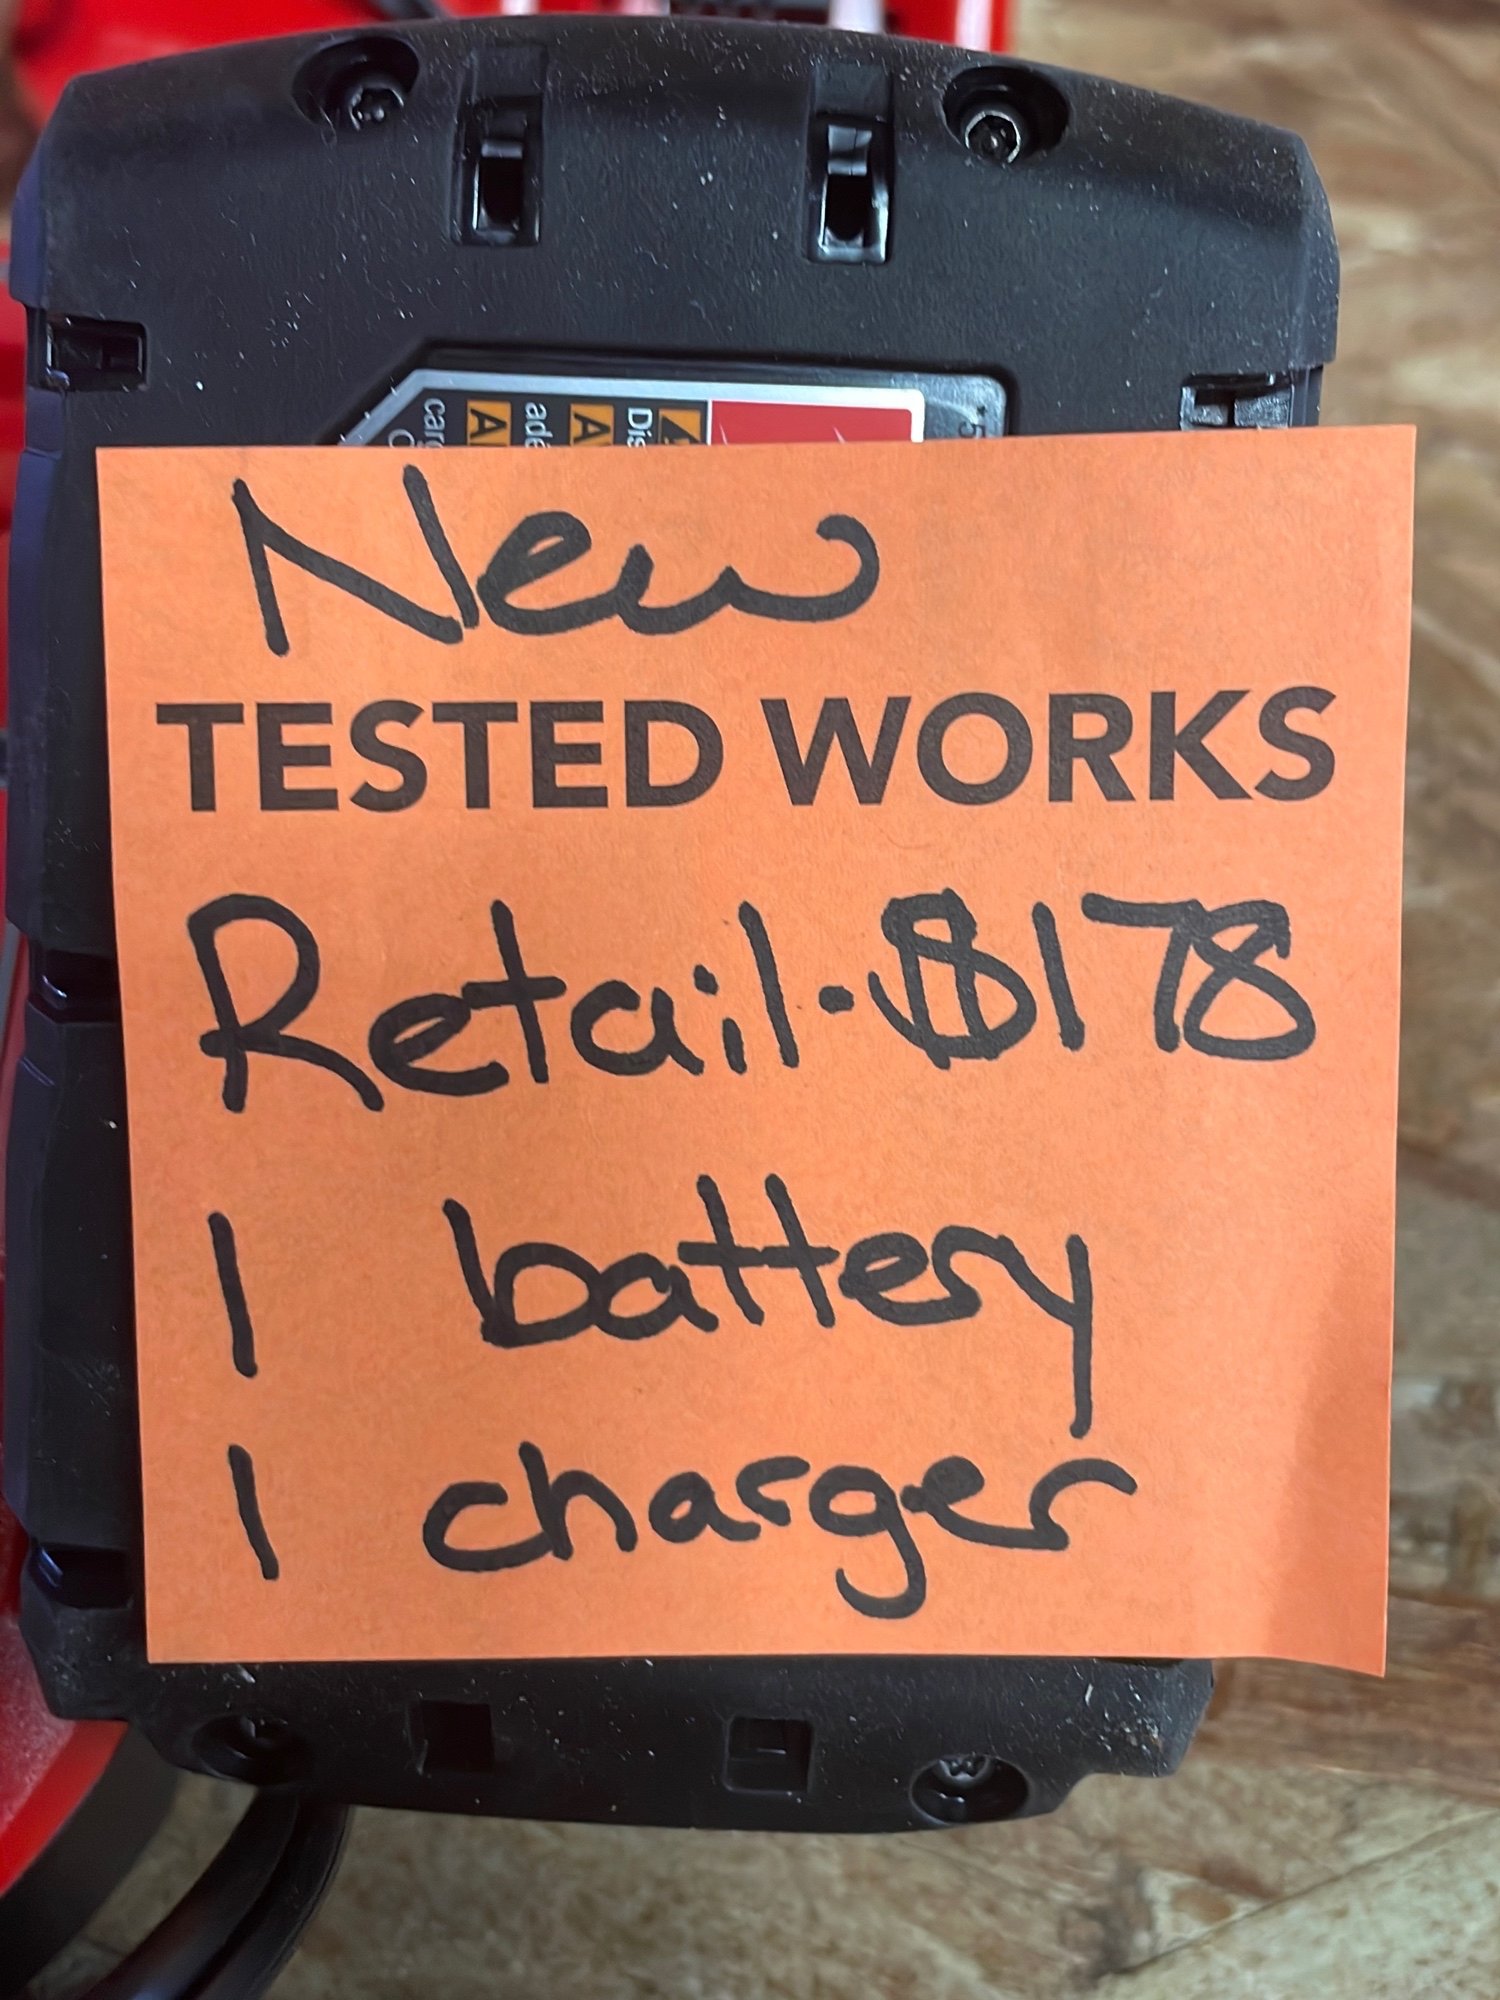 New
TESTED WORKS
Retail-$178
1 battery
1 charger